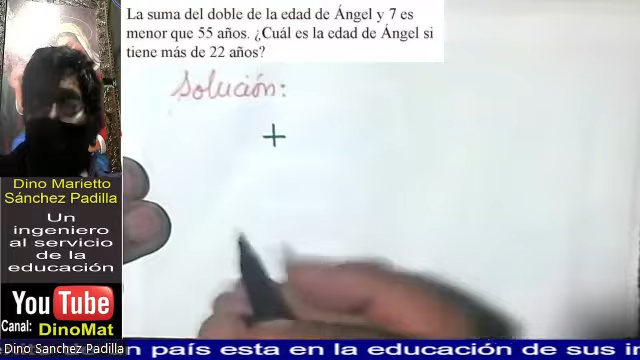 La suma del doble de la edad de Ángel y 7 es
menor que 55 años. ¿Cuál es la edad de Ángel si
tiene más de 22 años?
Solución:
+
Dino Marietto
Sánchez Padilla
Un
ingeniero
al servicio
de la
educación
You Tube
Canal: DinoMat
Dino Sanchez Padilla
n país esta en la educación de sus i